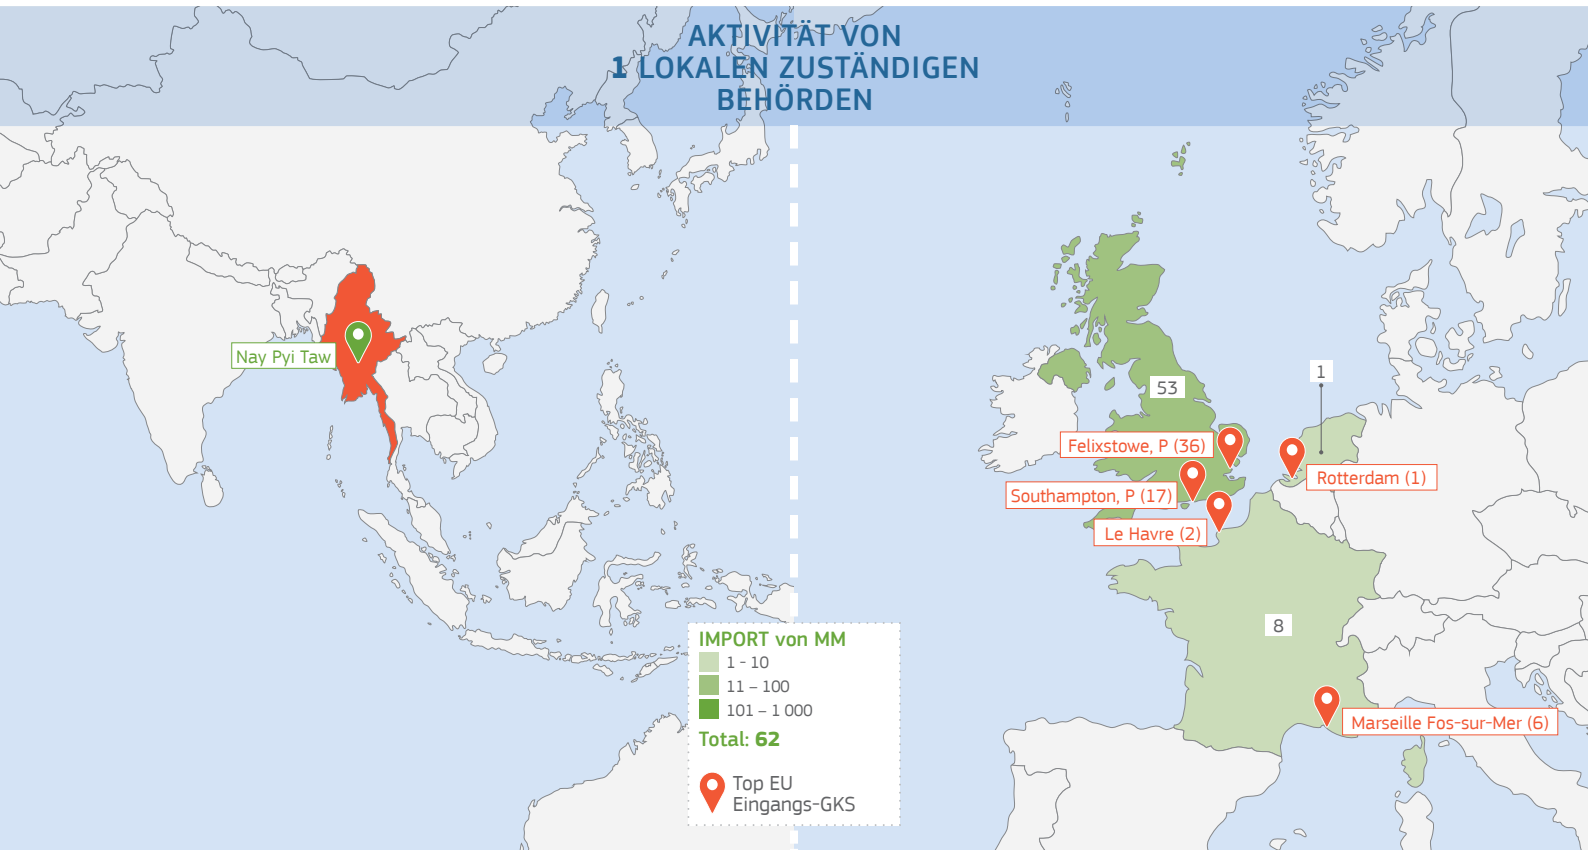 AKTIVITÄT VON
1 LOKALEN ZUSTÄNDIGEN
BEHÖRDEN
Nay Pyi Taw
53
1
Felixstowe, P (36)
Rotterdam (1)
Southampton, P (17)
Le Havre (2)
8
Marseille Fos-sur-Mer (6)
IMPORT von MM
1 - 10
11 – 100
101 – 1 000
Total: 62
Top EU
Eingangs-GKS